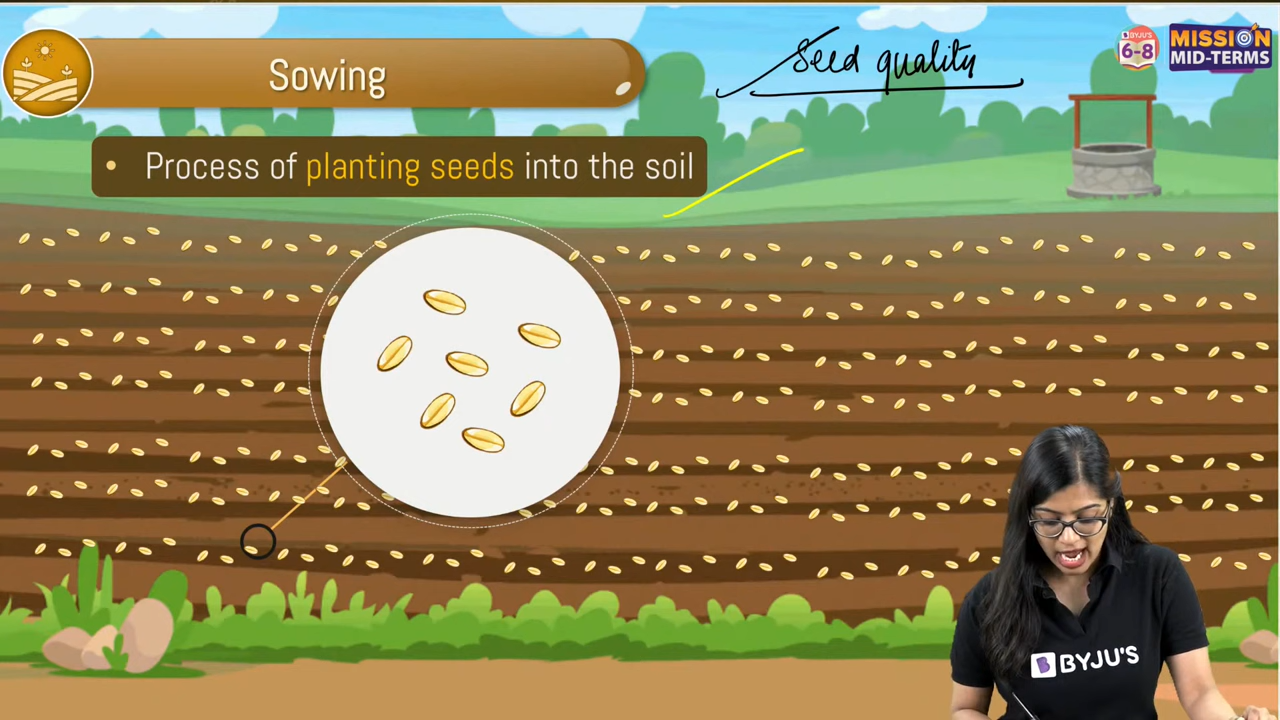 Sowing
Seed quality
BYJU'S
6-8
MISSION
MID-TERMS
• Process of planting seeds into the soil
BYJU'S